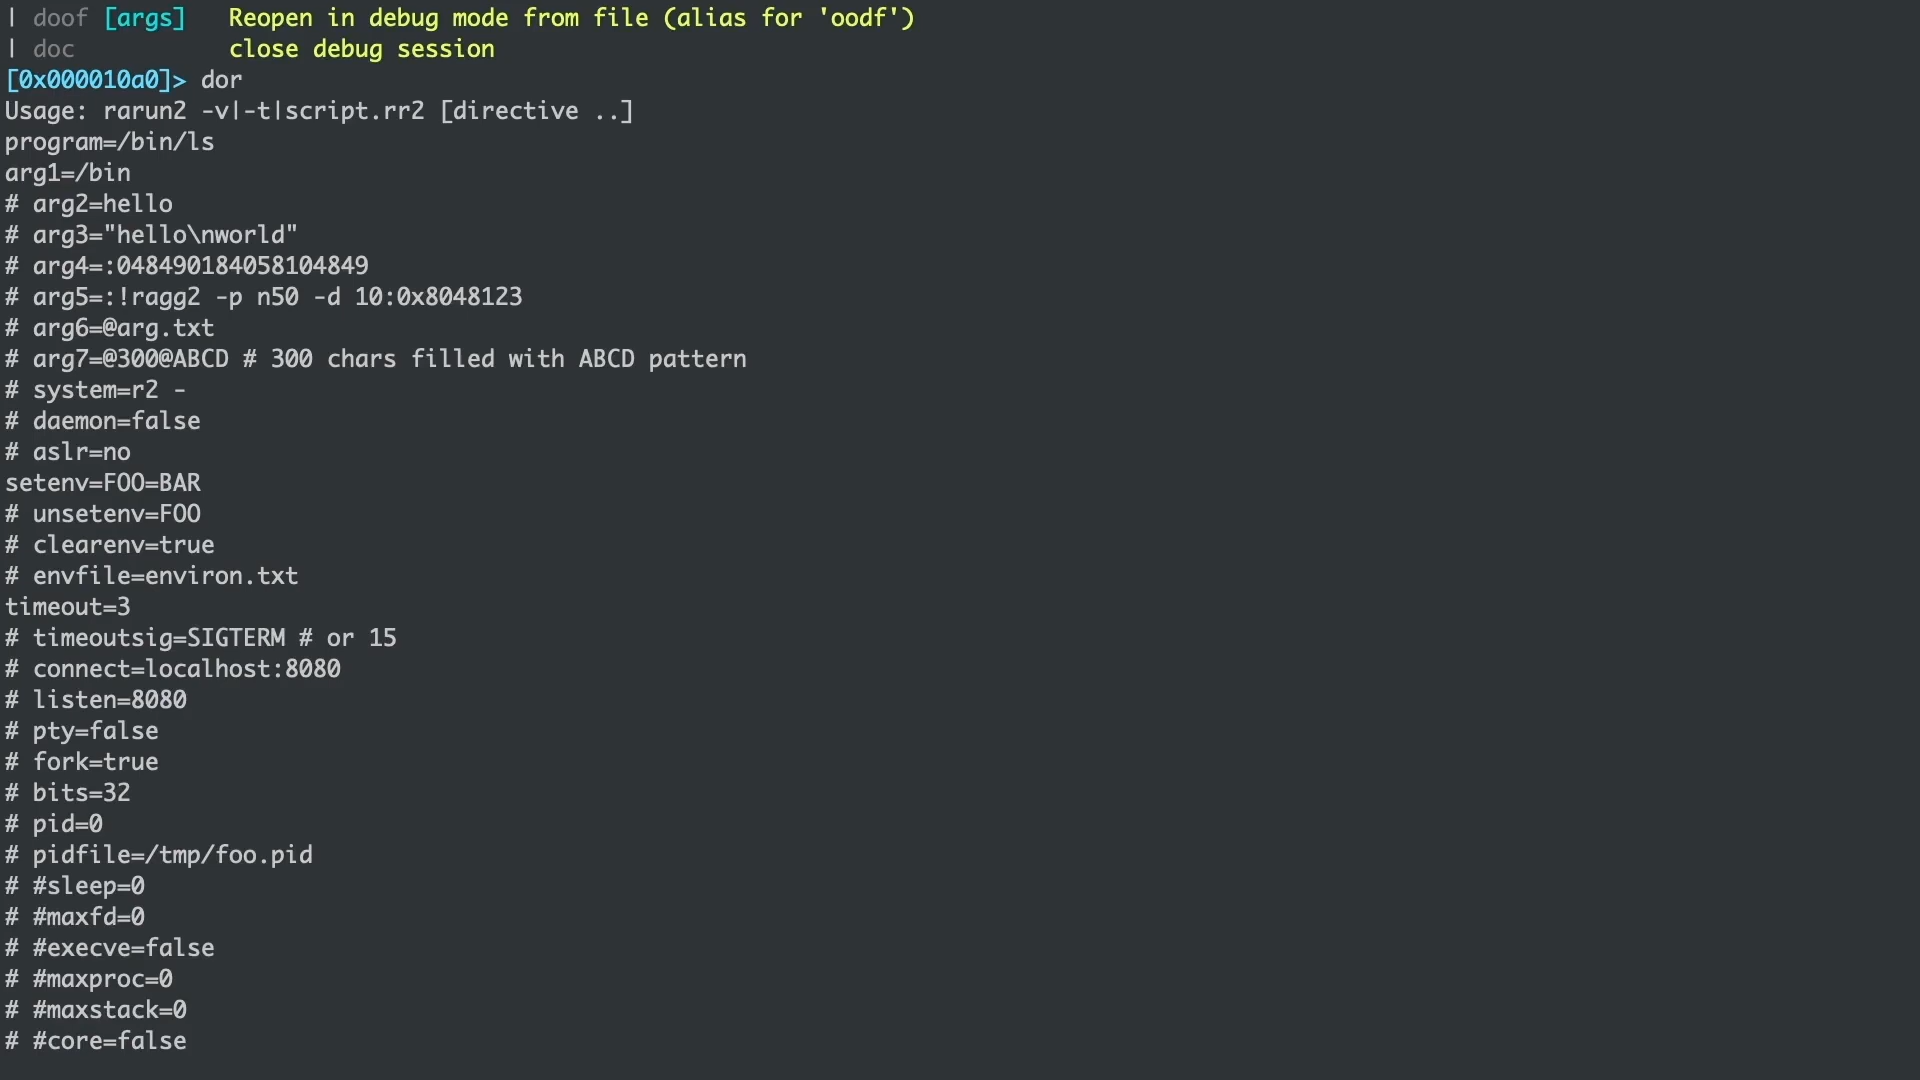 | doof [args]   Reopen in debug mode from file (alias for 'oodf')
| doc           close debug session
[0x000010a0]> dor
Usage: rarun2 -v|-t|script.rr2 [directive ..]
program=/bin/ls
arg1=/bin
# arg2=hello
# arg3="hello\nworld"
# arg4=:048490184058104849
# arg5=:!ragg2 -p n50 -d 10:0x8048123
# arg6=@arg.txt
# arg7=@300@ABCD # 300 chars filled with ABCD pattern
# system=r2 -
# daemon=false
# aslr=no
setenv=FOO=BAR
# unsetenv=FOO
# clearenv=true
# envfile=environ.txt
timeout=3
# timeoutsig=SIGTERM # or 15
# connect=localhost:8080
# listen=8080
# pty=false
# fork=true
# bits=32
# pid=0
# pidfile=/tmp/foo.pid
# #sleep=0
# #maxfd=0
# #execve=false
# #maxproc=0
# #maxstack=0
# #core=false